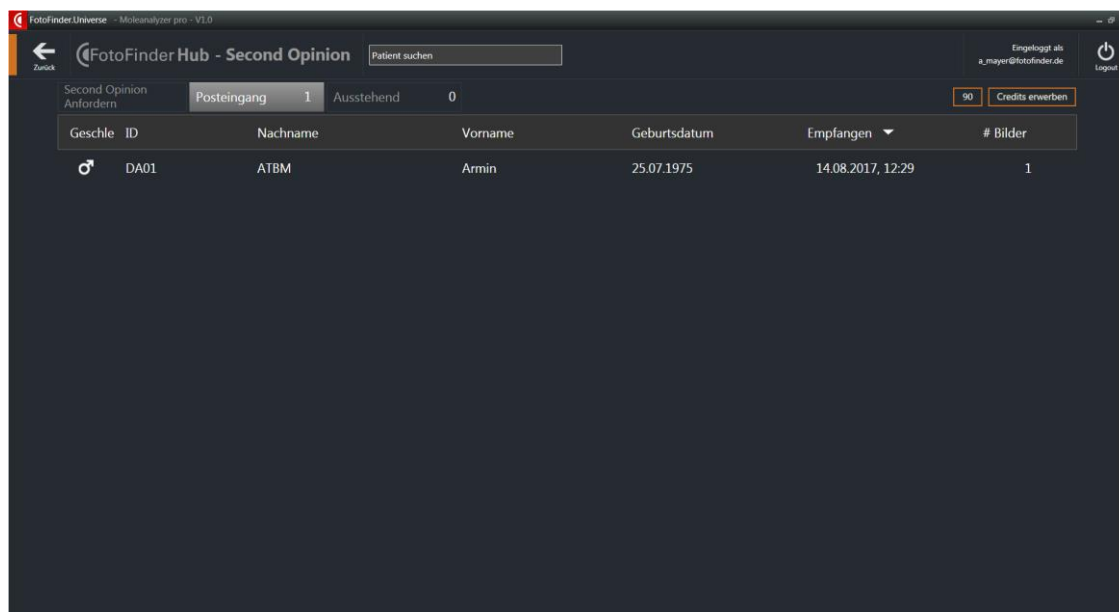 FotoFinder.Universe - Moleanalyzer pro - V1.0
Zurück
FotoFinder Hub - Second Opinion
Patient suchen
Eingeloggt als
a_mayer@fotofinder.de
Logout
Second Opinion
Anfordern
Posteingang 1
Ausstehend 0
90
Credits erwerben
Geschle ID Nachname Vorname Geburtsdatum Empfangen # Bilder
DA01 ATBM Armin 25.07.1975 14.08.2017, 12:29 1